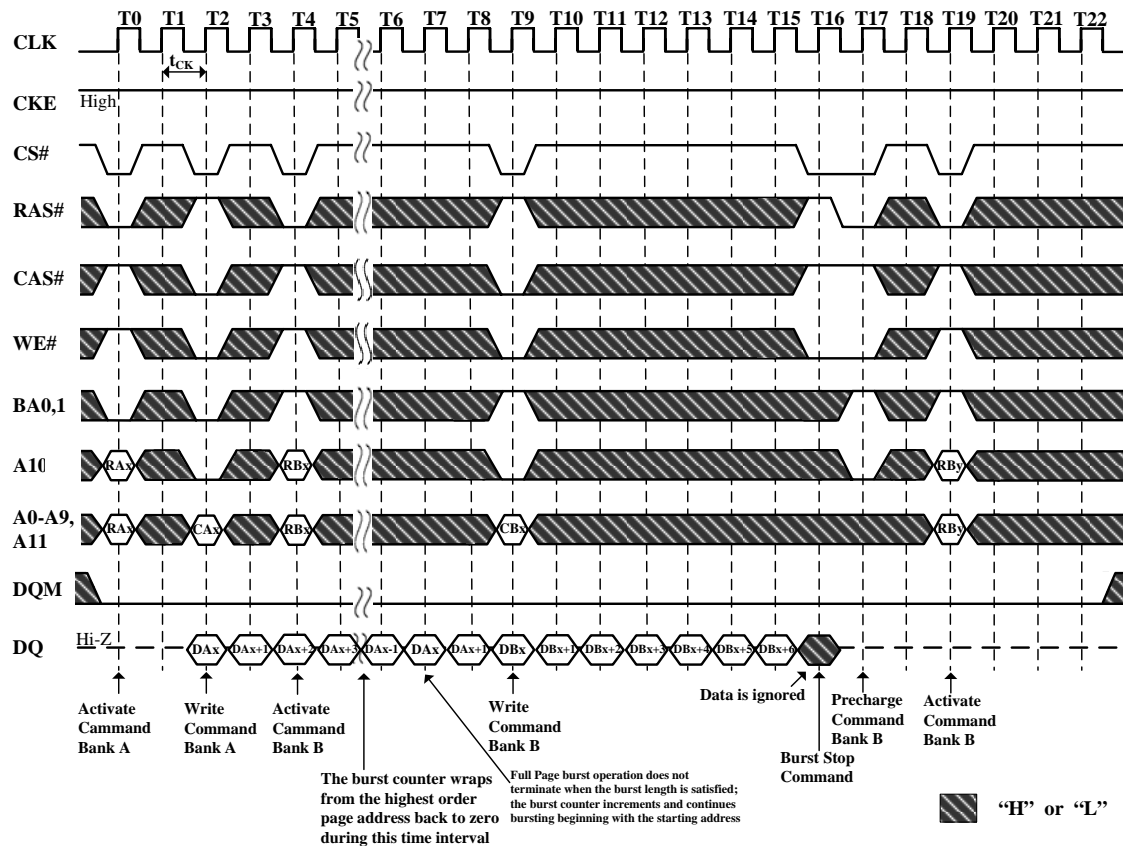 T0 T1 T2 T3 T4 T5 T6 T7 T8 T9 T10 T11 T12 T13 T14 T15 T16 T17 T18 T19 T20 T21 T22
CLK
tCK
CKE High
CS#
RAS#
CAS#
WE#
BA0,1
A10 RAx RBx RBy
A0-A9,
A11
RAx CAx RBx CBx RBy
DQM
DQ Hi-Z DAx DAx+1 DAx+2 DAx+3 DAx-1 DAx DAx+1 DBx DBx+1 DBx+2 DBx+3 DBx+4 DBx+5 DBx+6
Data is ignored
Activate
Cammand
Bank A
Write
Command
Bank A
Activate
Cammand
Bank B
Write
Command
Bank B
Precharge
Cammand
Bank B
Activate
Command
Bank B
Burst Stop
Command
The burst counter wraps
from the highest order
page address back to zero
during this time interval
Full Page burst operation does not
terminate when the burst length is satisfied;
the burst counter increments and continues
bursting beginning with the starting address
“H” or “L”